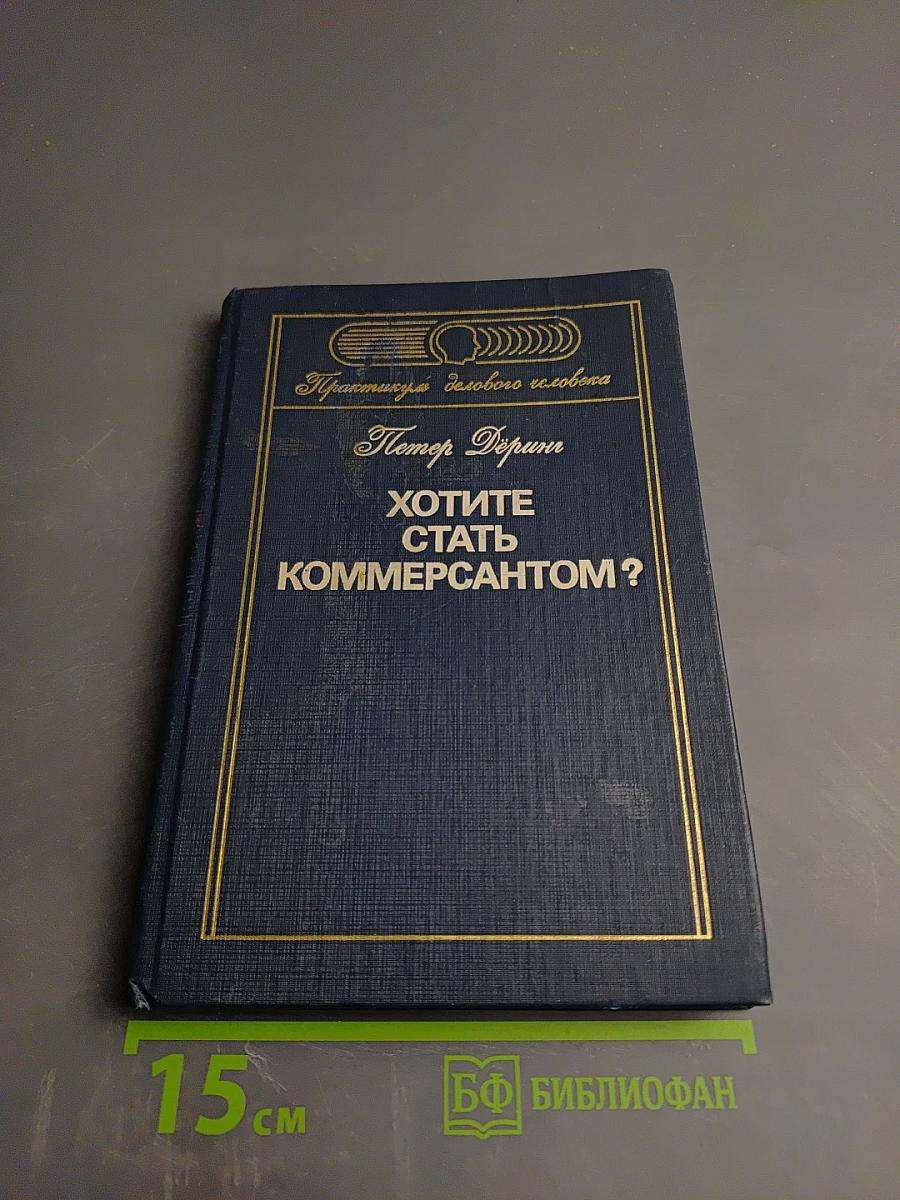 Практикум делового человека
Петер Дёринг
ХОТИТЕ
СТАТЬ
КОММЕРСАНТОМ?
15 см
БФ БИБЛИОФАН